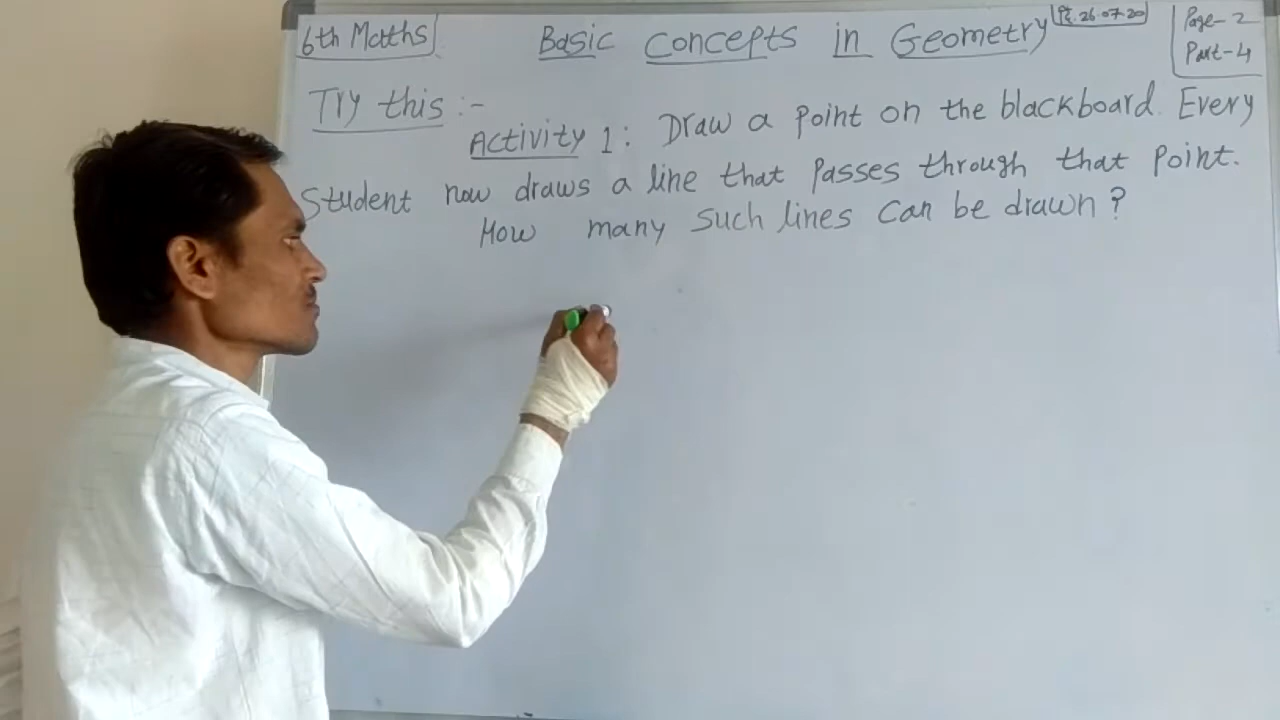 6th Maths Basic Concepts in Geometry दि. 26.07.20 Page-2
Part-4
Try this :-
Activity 1: Draw a point on the blackboard. Every
Student now draws a line that passes through that point.
How many such lines can be drawn?